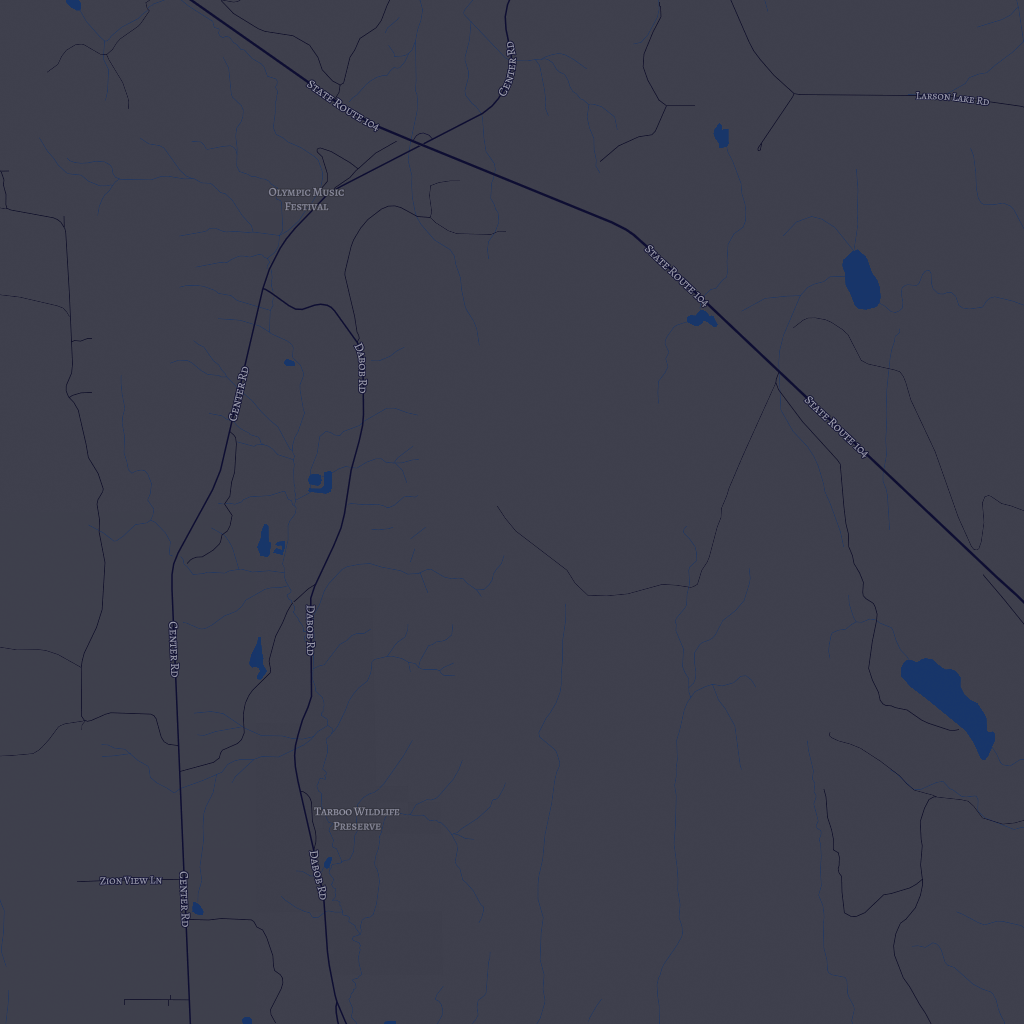 Center Rd
State Route 104
Larson Lake Rd
Olympic Music
Festival
State Route 104
Dabob Rd
Center Rd
State Route 104
Dabob Rd
Center Rd
Tarboo Wildlife
Preserve
Dabob Rd
Zion View Ln
Center Rd